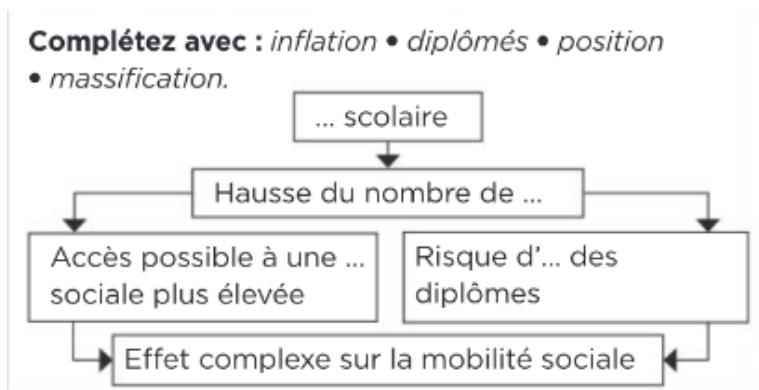 Complétez avec : inflation • diplômés • position
• massification.
... scolaire
Hausse du nombre de ...
Accès possible à une ...
sociale plus élevée
Risque d'... des
diplômes
Effet complexe sur la mobilité sociale